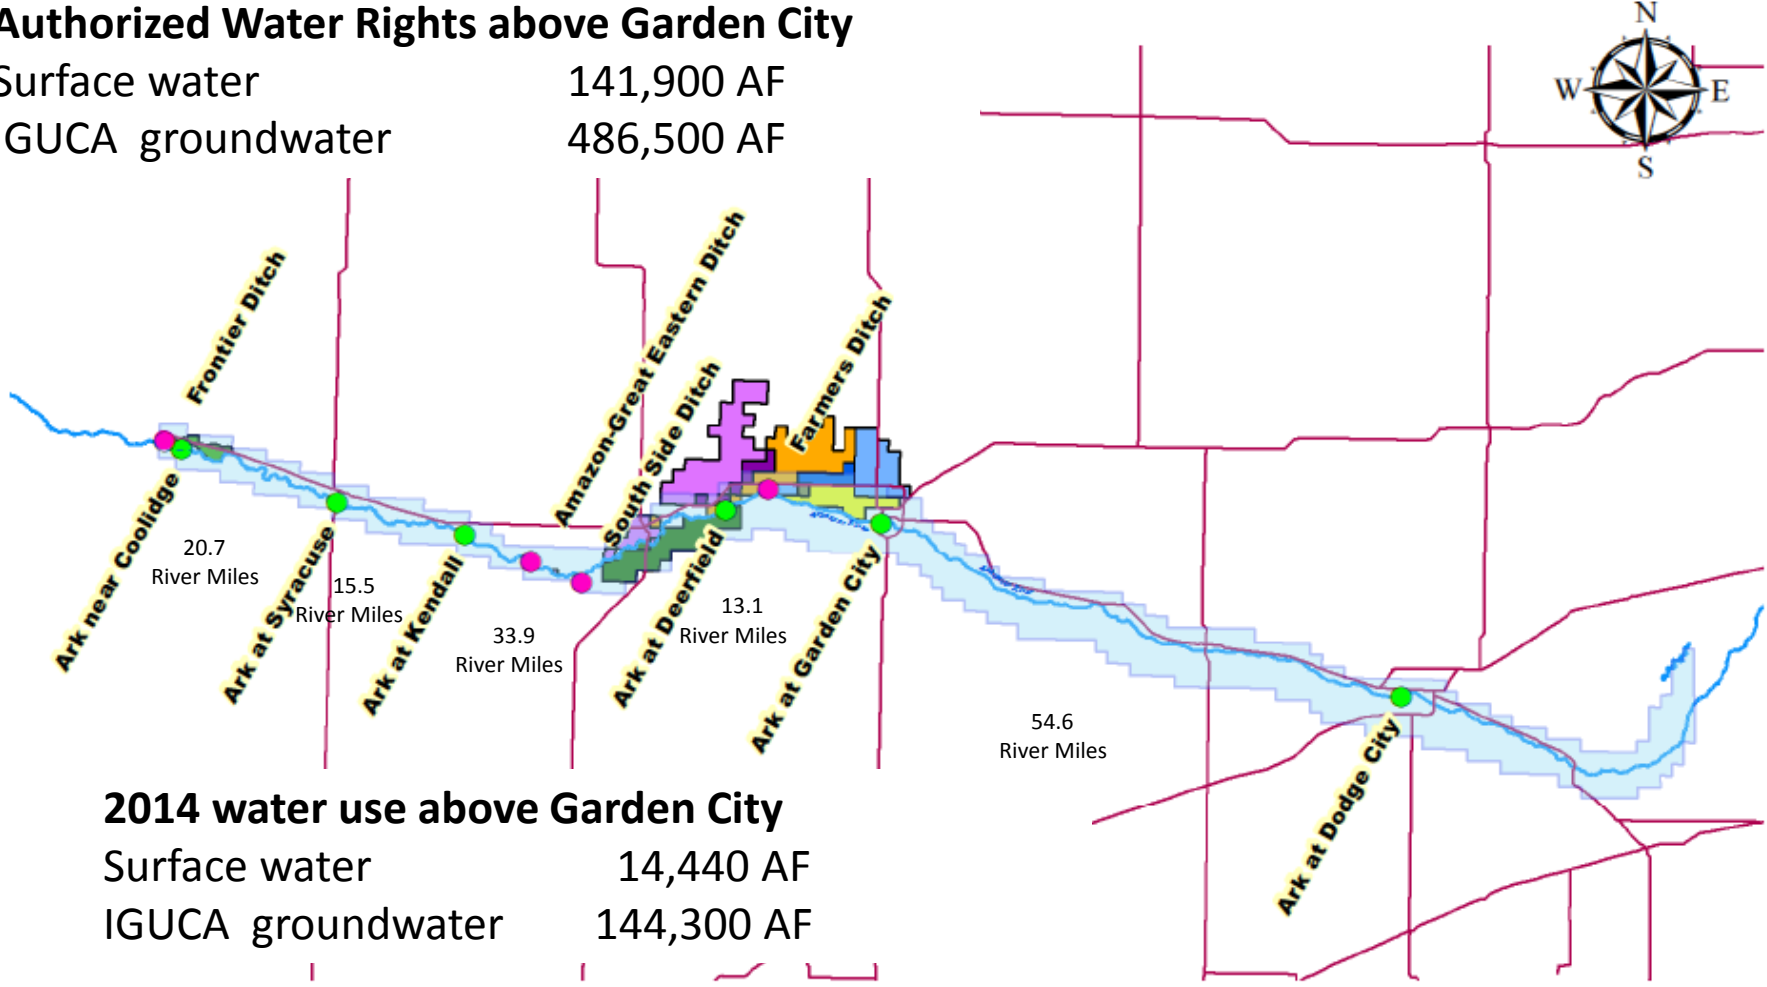 Authorized Water Rights above Garden City
Surface water 141,900 AF
IGUCA groundwater 486,500 AF
N
W E
S
Frontier Ditch
Amazon-Great Eastern Ditch
South Side Ditch
Farmers Ditch
Ark near Coolidge
20.7
River Miles
Ark at Syracuse
15.5
River Miles
Ark at Kendall
33.9
River Miles
Ark at Deerfield
13.1
River Miles
Ark at Garden City
54.6
River Miles
Ark at Dodge City
2014 water use above Garden City
Surface water 14,440 AF
IGUCA groundwater 144,300 AF